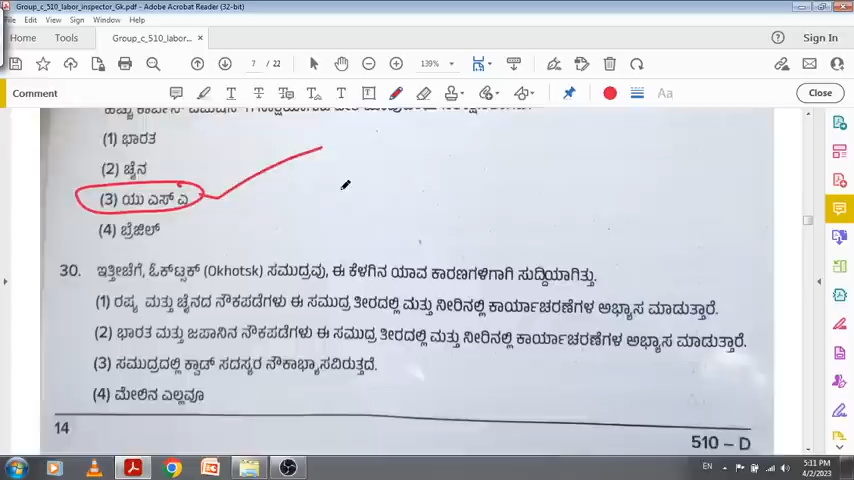 Group_c_510_labor_inspector_Gk.pdf - Adobe Acrobat Reader (32-bit)
File Edit View Sign Window Help
Home Tools Group_c_510_labor... × Sign In
7 / 22 139%
Comment Aa Close
(1) ಭಾರತ
(2) ಚೈನ
(3) ಯು ಎಸ್ ಎ
(4) ಬ್ರೆಜಿಲ್
30. ಇತ್ತೀಚೆಗೆ, ಓಕ್‌ಟ್ಸಕ್ (Okhotsk) ಸಮುದ್ರವು, ಈ ಕೆಳಗಿನ ಯಾವ ಕಾರಣಗಳಿಗಾಗಿ ಸುದ್ದಿಯಾಗಿತ್ತು.
(1) ರಷ್ಯ ಮತ್ತು ಚೈನದ ನೌಕಪಡೆಗಳು ಈ ಸಮುದ್ರ ತೀರದಲ್ಲಿ ಮತ್ತು ನೀರಿನಲ್ಲಿ ಕಾರ್ಯಾಚರಣೆಗಳ ಅಭ್ಯಾಸ ಮಾಡುತ್ತಾರೆ.
(2) ಭಾರತ ಮತ್ತು ಜಪಾನಿನ ನೌಕಪಡೆಗಳು ಈ ಸಮುದ್ರ ತೀರದಲ್ಲಿ ಮತ್ತು ನೀರಿನಲ್ಲಿ ಕಾರ್ಯಾಚರಣೆಗಳ ಅಭ್ಯಾಸ ಮಾಡುತ್ತಾರೆ.
(3) ಸಮುದ್ರದಲ್ಲಿ ಕ್ವಾಡ್ ಸದಸ್ಯರ ನೌಕಾಭ್ಯಾಸವಿರುತ್ತದೆ.
(4) ಮೇಲಿನ ಎಲ್ಲವೂ
14
510 – D
EN 5:11 PM
4/2/2023